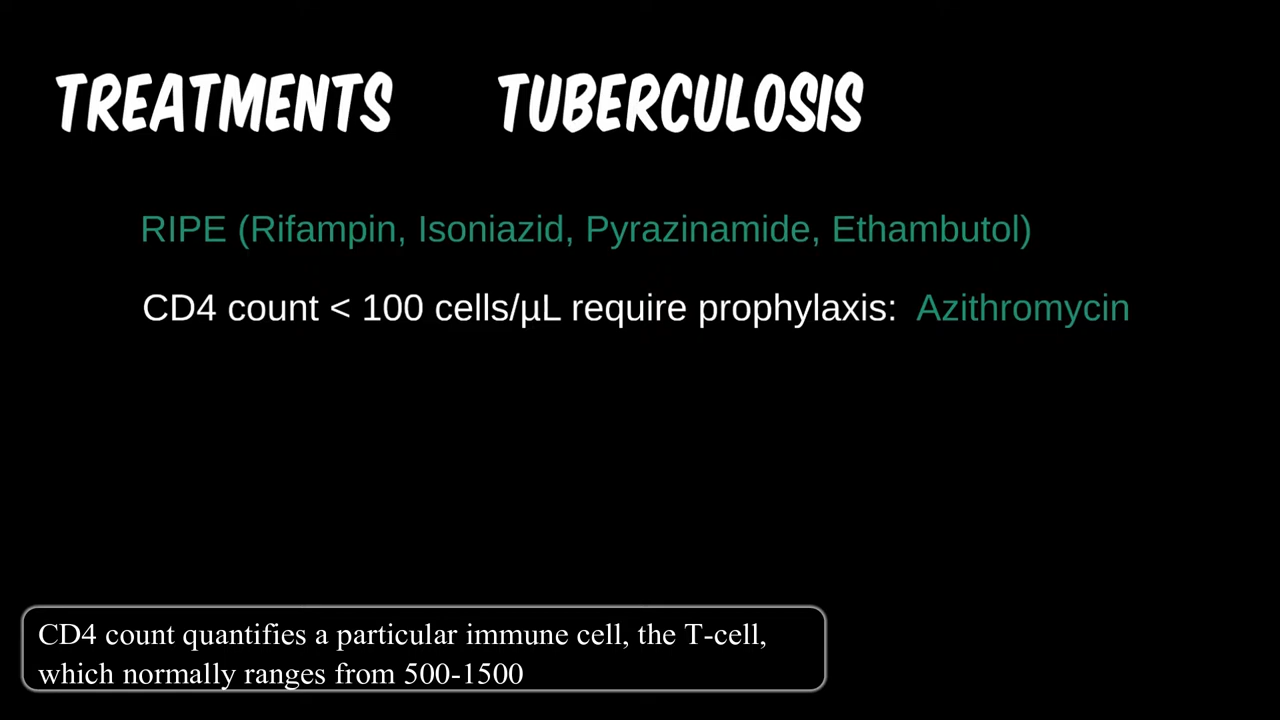 TREATMENTS TUBERCULOSIS
RIPE (Rifampin, Isoniazid, Pyrazinamide, Ethambutol)
CD4 count < 100 cells/µL require prophylaxis: Azithromycin
CD4 count quantifies a particular immune cell, the T-cell,
which normally ranges from 500-1500